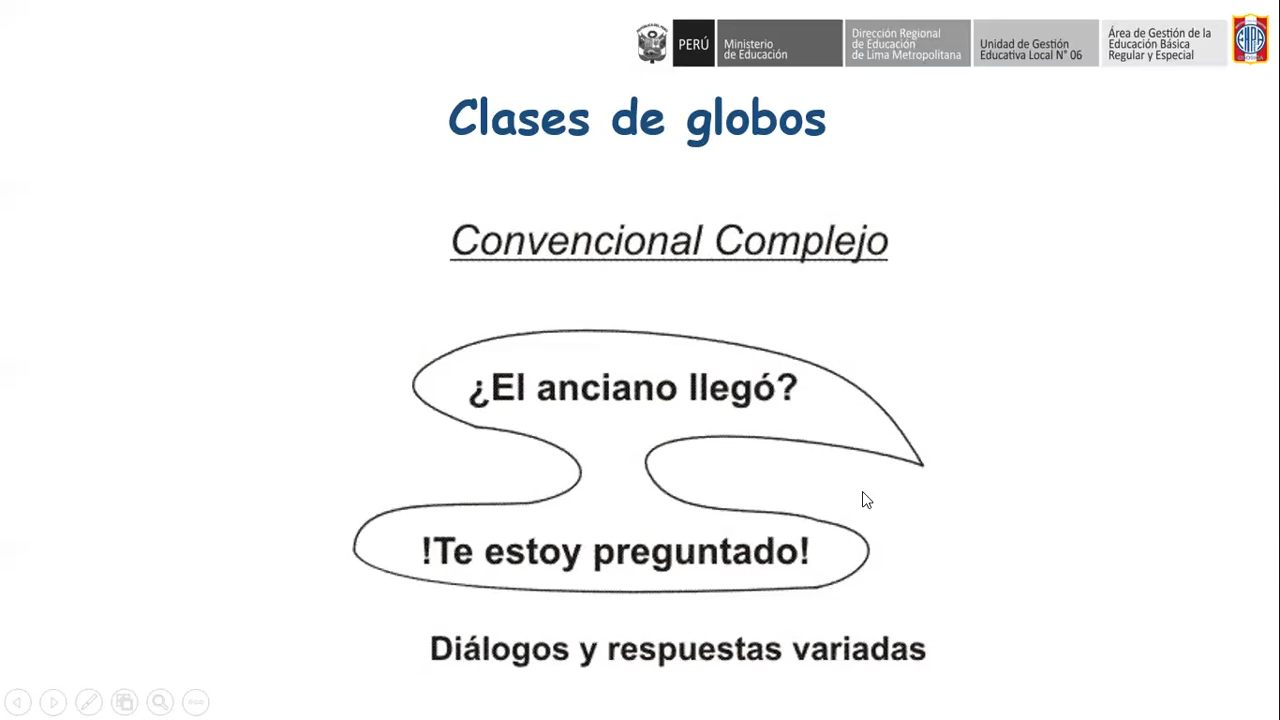 PERÚ
Ministerio
de Educación
Dirección Regional
de Educación
de Lima Metropolitana
Unidad de Gestión
Educativa Local N° 06
Área de Gestión de la
Educación Básica
Regular y Especial
Clases de globos
Convencional Complejo
¿El anciano llegó?
!Te estoy preguntado!
Diálogos y respuestas variadas